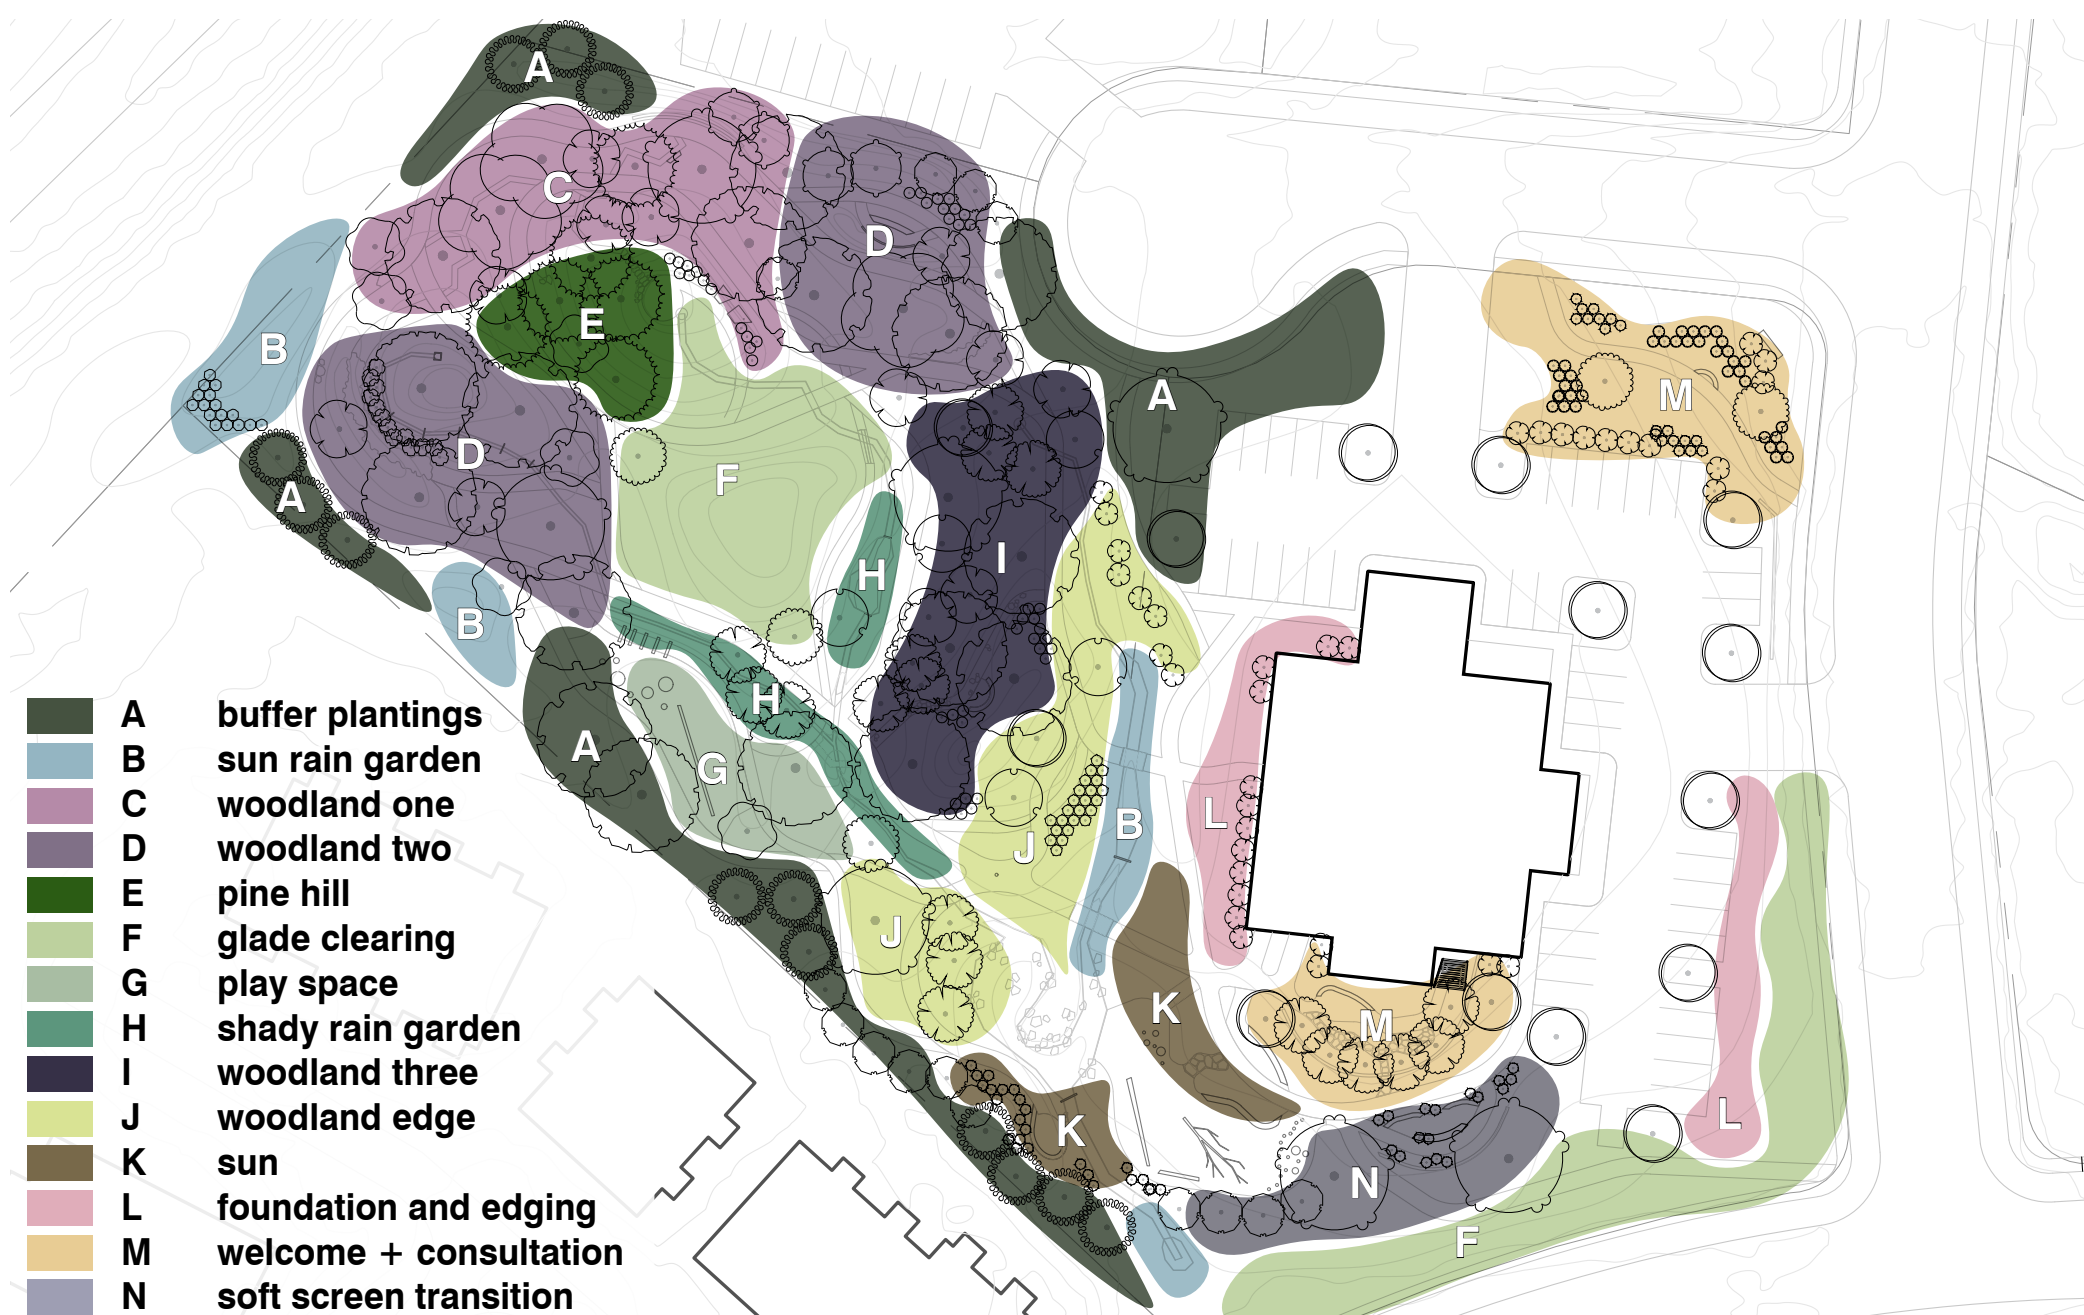 A
C
D
B
E
A
M
D
F
A
I
H
B
H
A
G
L
B
J
J
K
M
K
L
N
F
A buffer plantings
B sun rain garden
C woodland one
D woodland two
E pine hill
F glade clearing
G play space
H shady rain garden
I woodland three
J woodland edge
K sun
L foundation and edging
M welcome + consultation
N soft screen transition